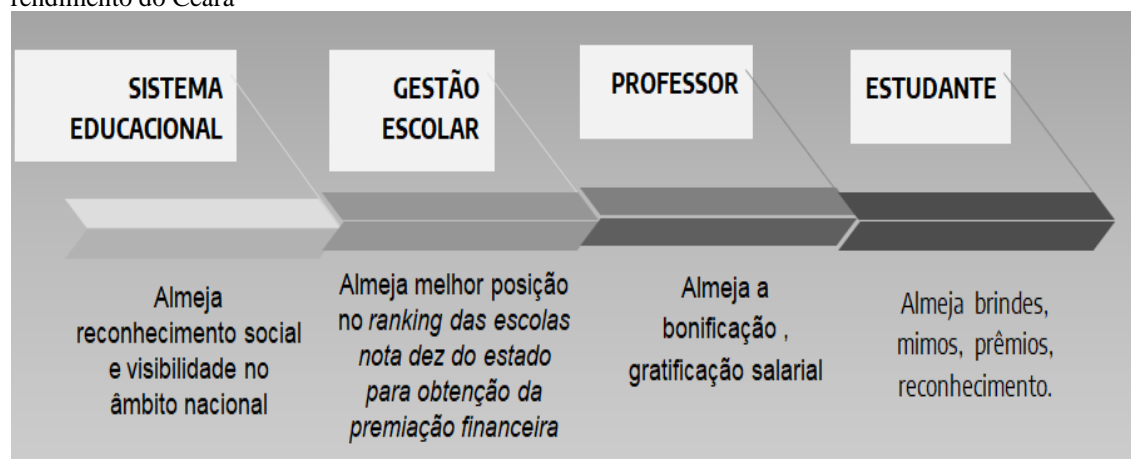 rendimento do Ceará
SISTEMA
EDUCACIONAL
GESTÃO
ESCOLAR
PROFESSOR
ESTUDANTE
Almeja
reconhecimento social
e visibilidade no
âmbito nacional
Almeja melhor posição
no ranking das escolas
nota dez do estado
para obtenção da
premiação financeira
Almeja a
bonificação ,
gratificação salarial
Almeja brindes,
mimos, prêmios,
reconhecimento.